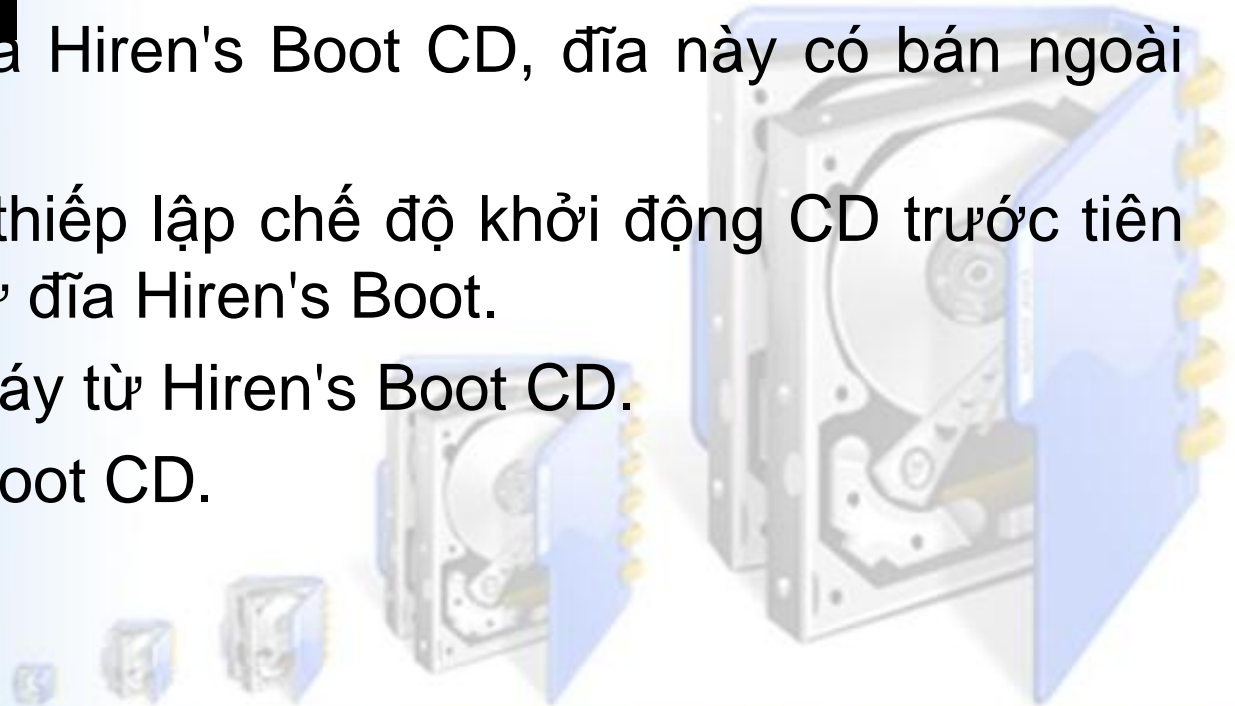 Hiren's Boot CD, đĩa này có bán ngoài
thiếp lập chế độ khởi động CD trước tiên
đĩa Hiren's Boot.
áy từ Hiren's Boot CD.
oot CD.